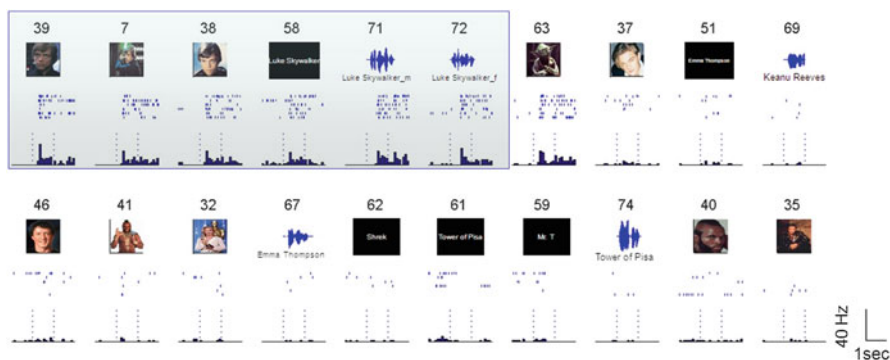 39 7 38 58 71 72 63 37 51 69
Luke Skywalker
Emma Thompson
Luke Skywalker_m
Luke Skywalker_f
Keanu Reeves
46 41 32 67 62 61 59 74 40 35
Shrek
Tower of Pisa
Mr. T
Emma Thompson
Tower of Pisa
40 Hz
1sec